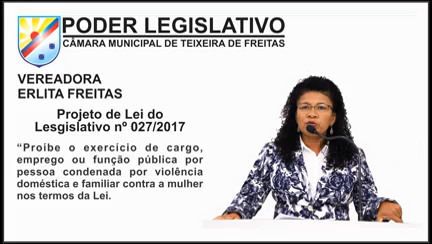 PODER LEGISLATIVO
CÂMARA MUNICIPAL DE TEIXEIRA DE FREITAS
VEREADORA
ERLITA FREITAS
Projeto de Lei do
Lesgislativo nº 027/2017
“Proibe o exercício de cargo,
emprego ou função pública por
pessoa condenada por violência
doméstica e familiar contra a mulher
nos termos da Lei.